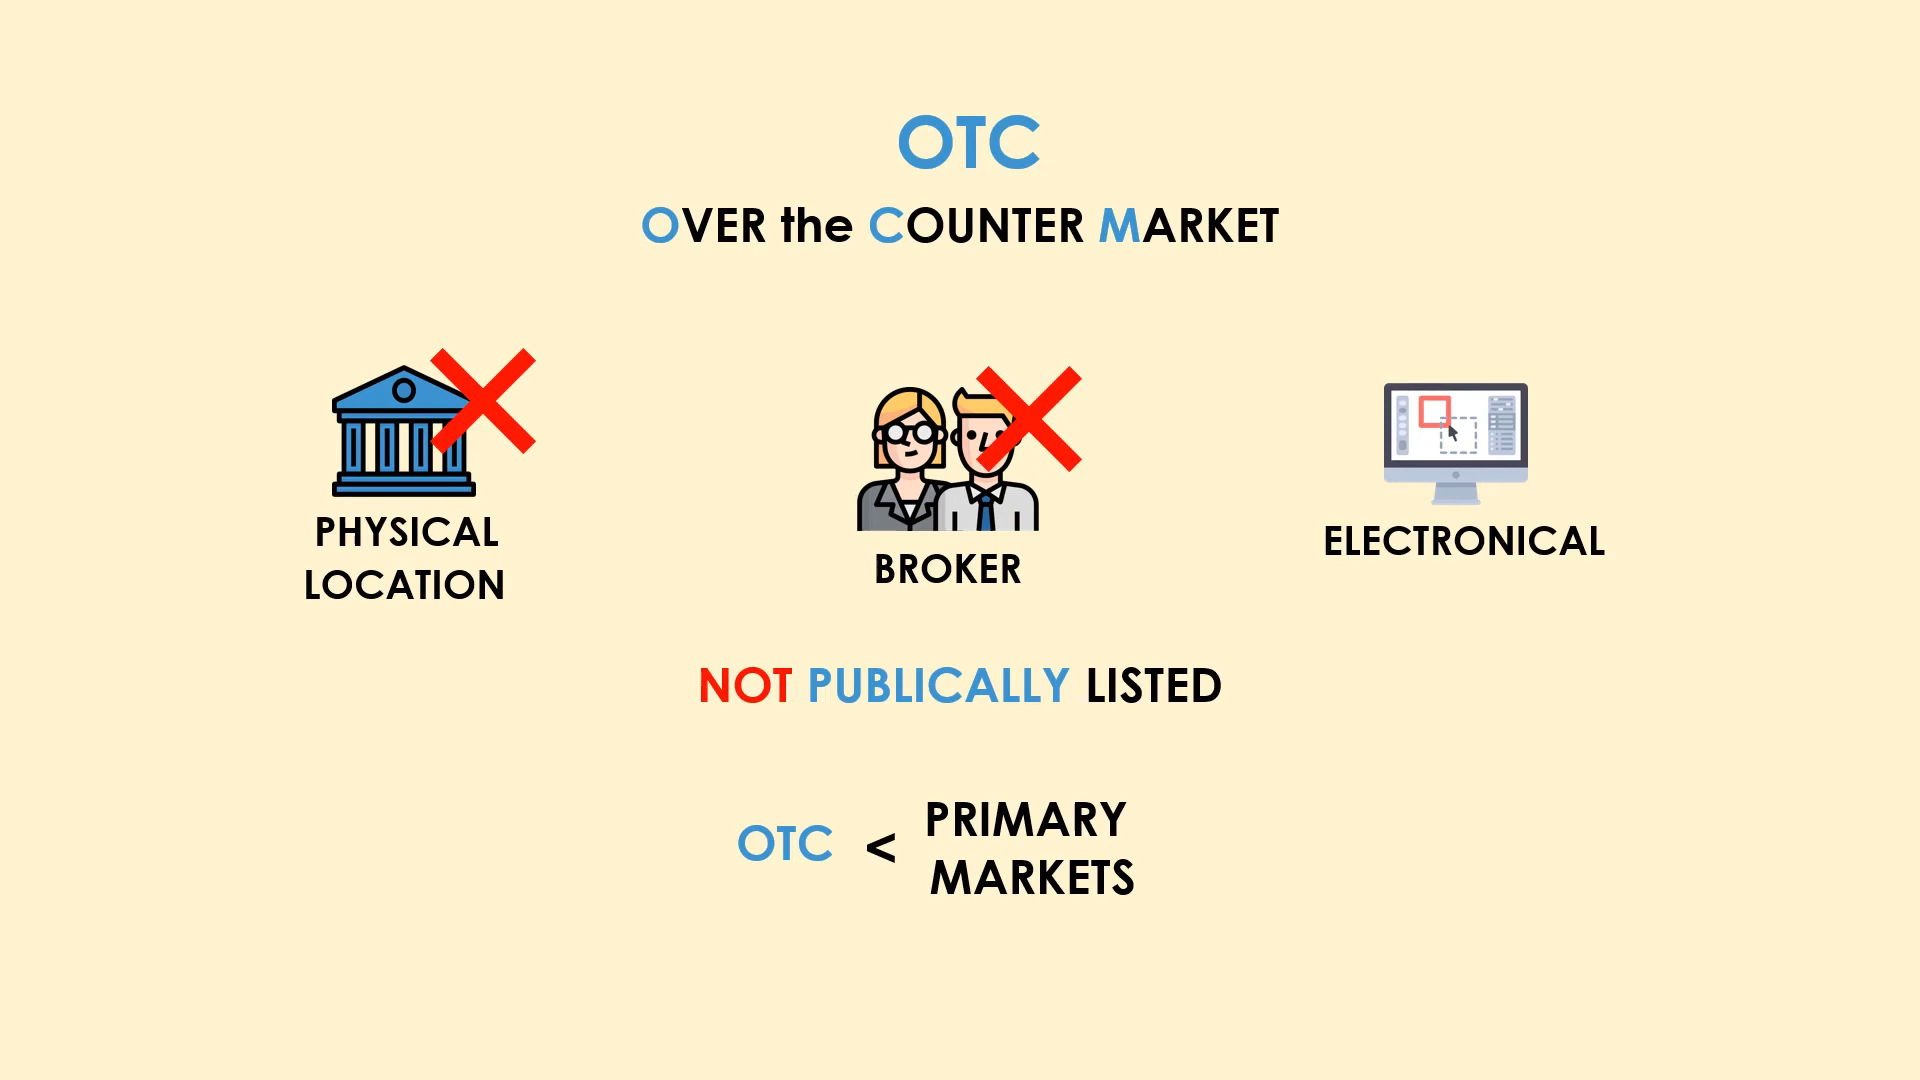 OTC
OVER the COUNTER MARKET
PHYSICAL
LOCATION
BROKER
ELECTRONICAL
NOT PUBLICALLY LISTED
OTC < PRIMARY
MARKETS